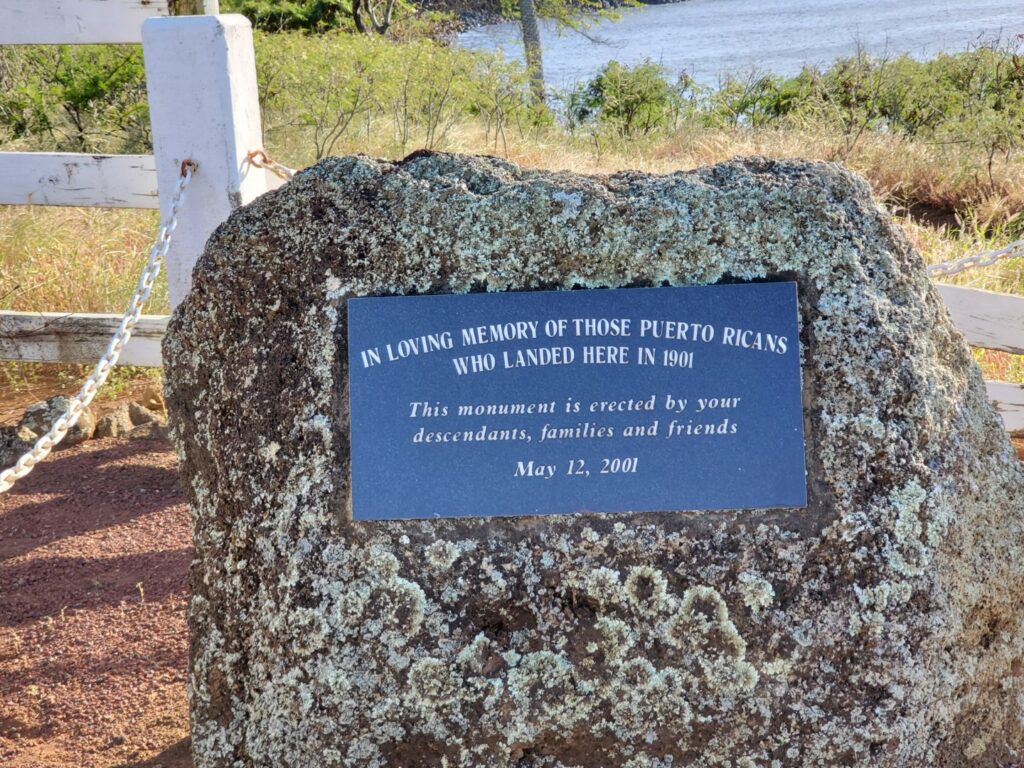 IN LOVING MEMORY OF THOSE PUERTO RICANS
WHO LANDED HERE IN 1901
This monument is erected by your
descendants, families and friends
May 12, 2001